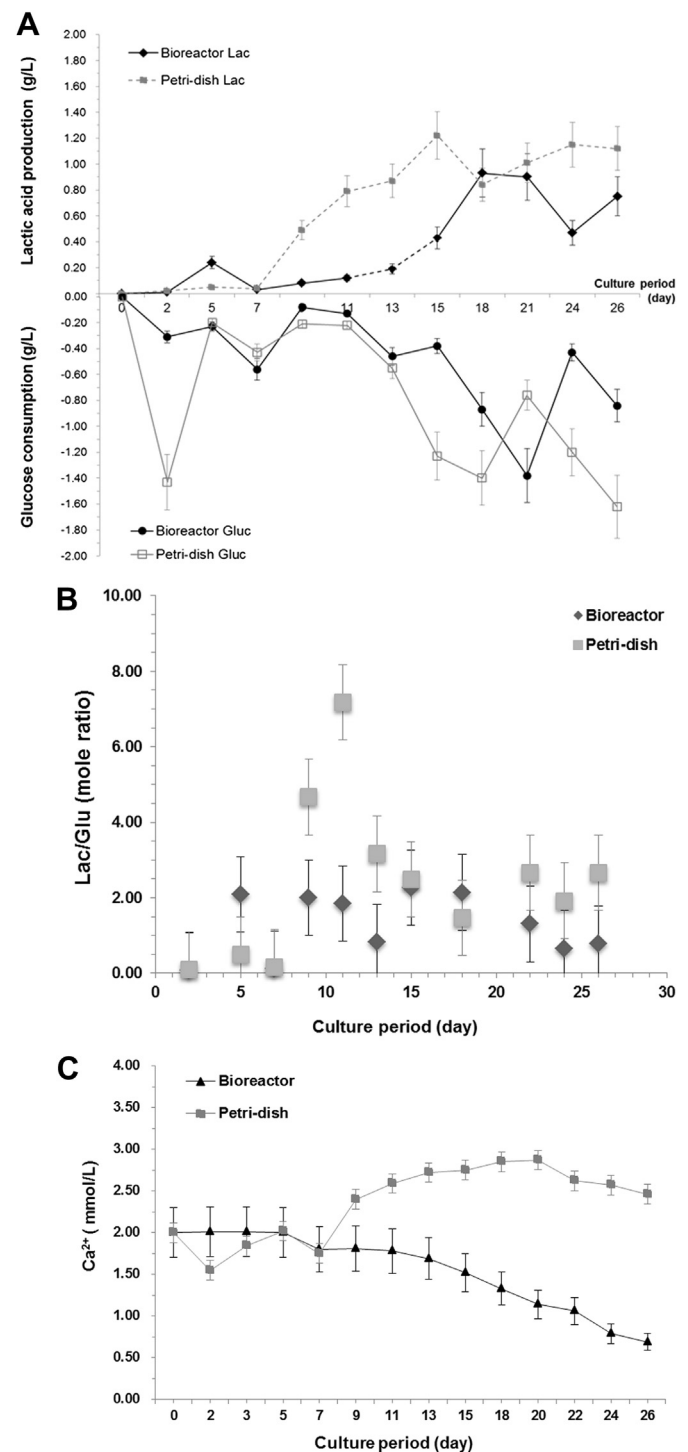 A
2.00
1.80
1.60
1.40
1.20
1.00
0.80
0.60
0.40
0.20
0.00
-0.20
-0.40
-0.60
-0.80
-1.00
-1.20
-1.40
-1.60
-1.80
-2.00
Lactic acid production (g/L)
Glucose consumption (g/L)
Bioreactor Lac
Petri-dish Lac
Culture period
(day)
0 2 5 7 11 13 15 18 21 24 26
Bioreactor Gluc
Petri-dish Gluc
B
10.00
8.00
6.00
4.00
2.00
0.00
Lac/Glu (mole ratio)
Bioreactor
Petri-dish
0 5 10 15 20 25 30
Culture period (day)
C
4.00
3.50
3.00
2.50
2.00
1.50
1.00
0.50
0.00
Ca²⁺ ( mmol/L)
Bioreactor
Petri-dish
0 2 3 5 7 9 11 13 15 18 20 22 24 26
Culture period (day)